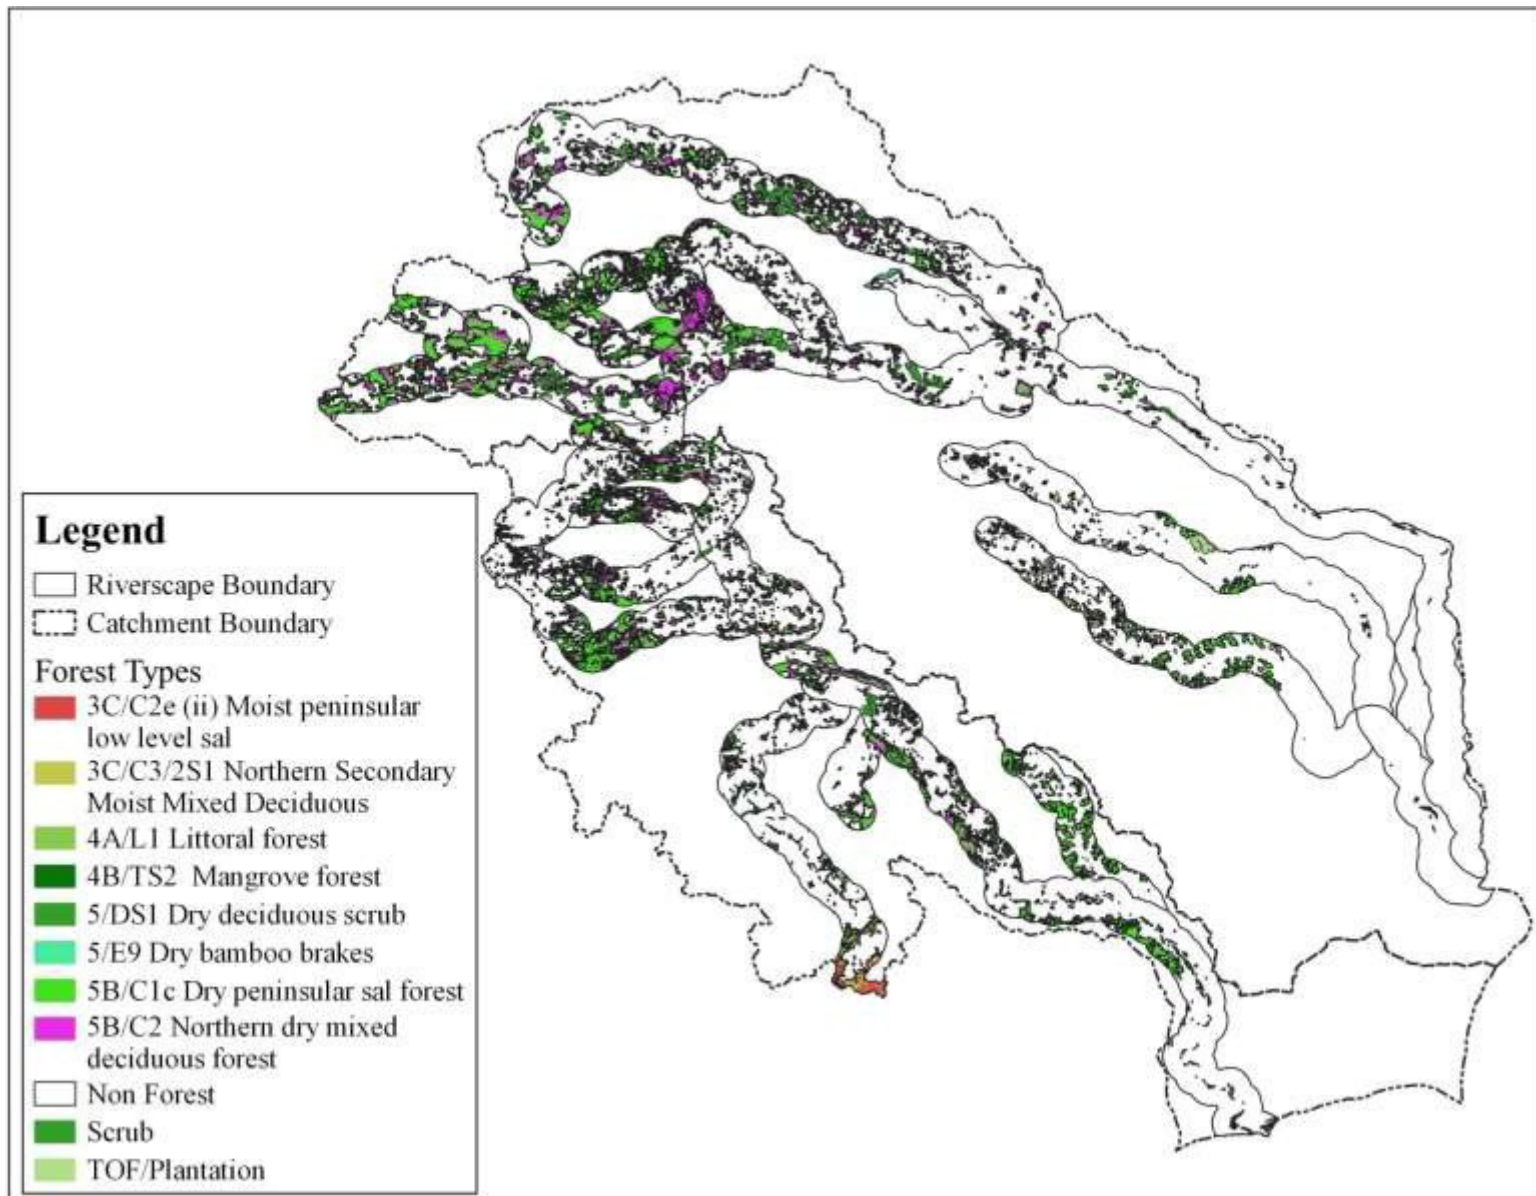 Legend
Riverscape Boundary
Catchment Boundary
Forest Types
3C/C2e (ii) Moist peninsular
low level sal
3C/C3/2S1 Northern Secondary
Moist Mixed Deciduous
4A/L1 Littoral forest
4B/TS2 Mangrove forest
5/DS1 Dry deciduous scrub
5/E9 Dry bamboo brakes
5B/C1c Dry peninsular sal forest
5B/C2 Northern dry mixed
deciduous forest
Non Forest
Scrub
TOF/Plantation